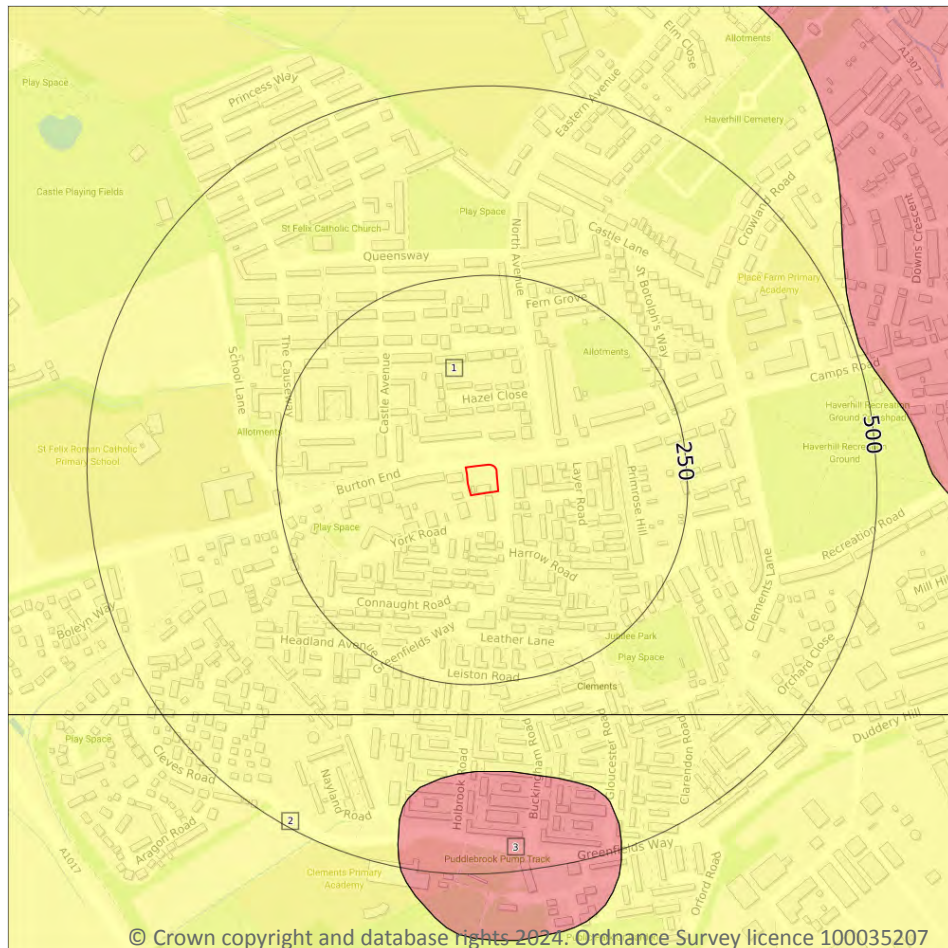 Elm Close
Allotments
A1307
Play Space
Princess Way
Eastern Avenue
Haverhill Cemetery
Castle Playing Fields
Crowland Road
Downs Crescent
Play Space
St Felix Catholic Church
North Avenue
Castle Lane
Queensway
St Botolph's Way
Place Farm Primary
Academy
Fern Grove
School Lane
The Causeway
Castle Avenue
1
Allotments
Camps Road
Hazel Close
Haverhill Recreation
Allotments
500
Haverhill Recreation
Ground
St Felix Roman Catholic
Primary School
250
Burton End
Layer Road
Primrose Hill
Play Space
York Road
Recreation Road
Harrow Road
Clements Lane
Mill Hi
Connaught Road
Boleyn Way
Headland Avenue
Greenfields Way
Leather Lane
Jubilee Park
Play Space
Orchard Close
Leiston Road
Clements
Duddery Hill
Play Space
Cleves Road
Nayland Road
Holbrook Road
Buckingham Road
Gloucester Road
Clarendon Road
2
Aragon Road
A1017
3
Puddlebrook Pump Track
Greenfields Way
Clements Primary
Academy
Orford Road
© Crown copyright and database rights 2024. Ordnance Survey licence 100035207